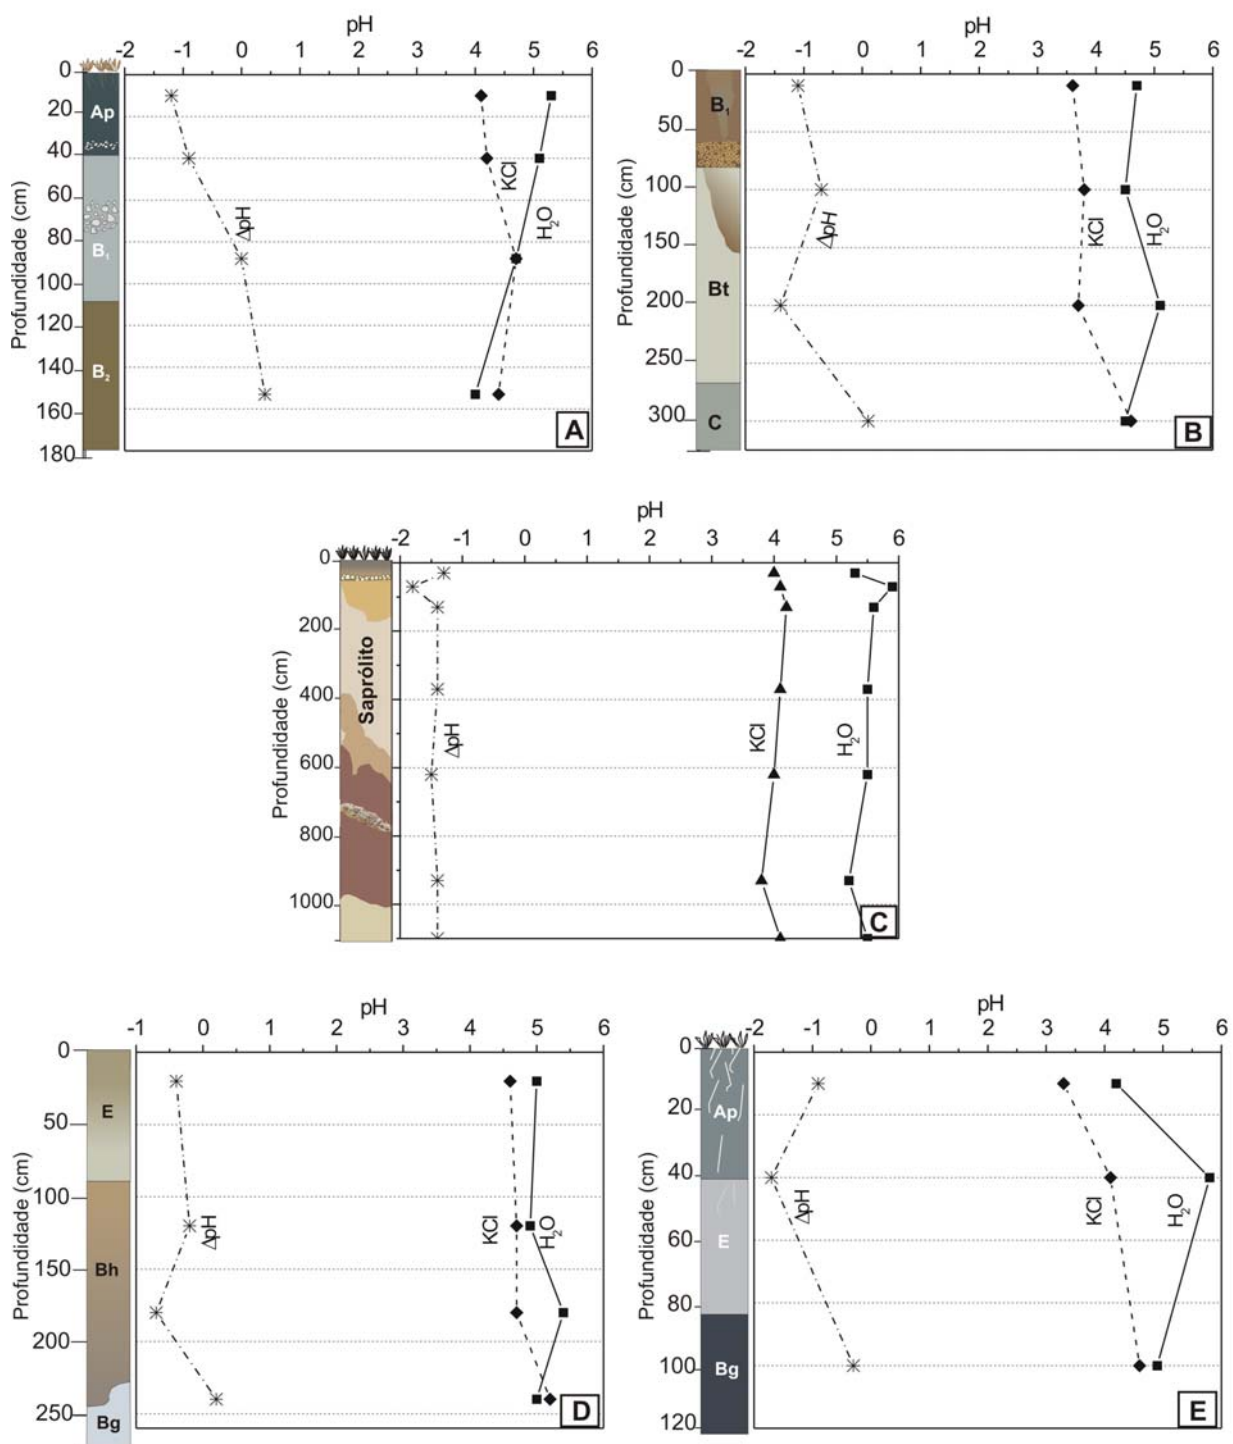 pH
-2 -1 0 1 2 3 4 5 6
0
20
40
60
80
100
120
140
160
180
Profundidade (cm)
Ap
B1
B2
ΔpH
KCl
H2O
A
pH
-2 -1 0 1 2 3 4 5 6
0
50
100
150
200
250
300
Profundidade (cm)
B1
Bt
C
ΔpH
KCl
H2O
B
pH
-2 -1 0 1 2 3 4 5 6
0
200
400
600
800
1000
Profundidade (cm)
Saprólito
ΔpH
KCl
H2O
C
pH
-1 0 1 2 3 4 5 6
0
50
100
150
200
250
Profundidade (cm)
E
Bh
Bg
ΔpH
KCl
H2O
D
pH
-2 -1 0 1 2 3 4 5 6
0
20
40
60
80
100
120
Profundidade (cm)
Ap
E
Bg
ΔpH
KCl
H2O
E